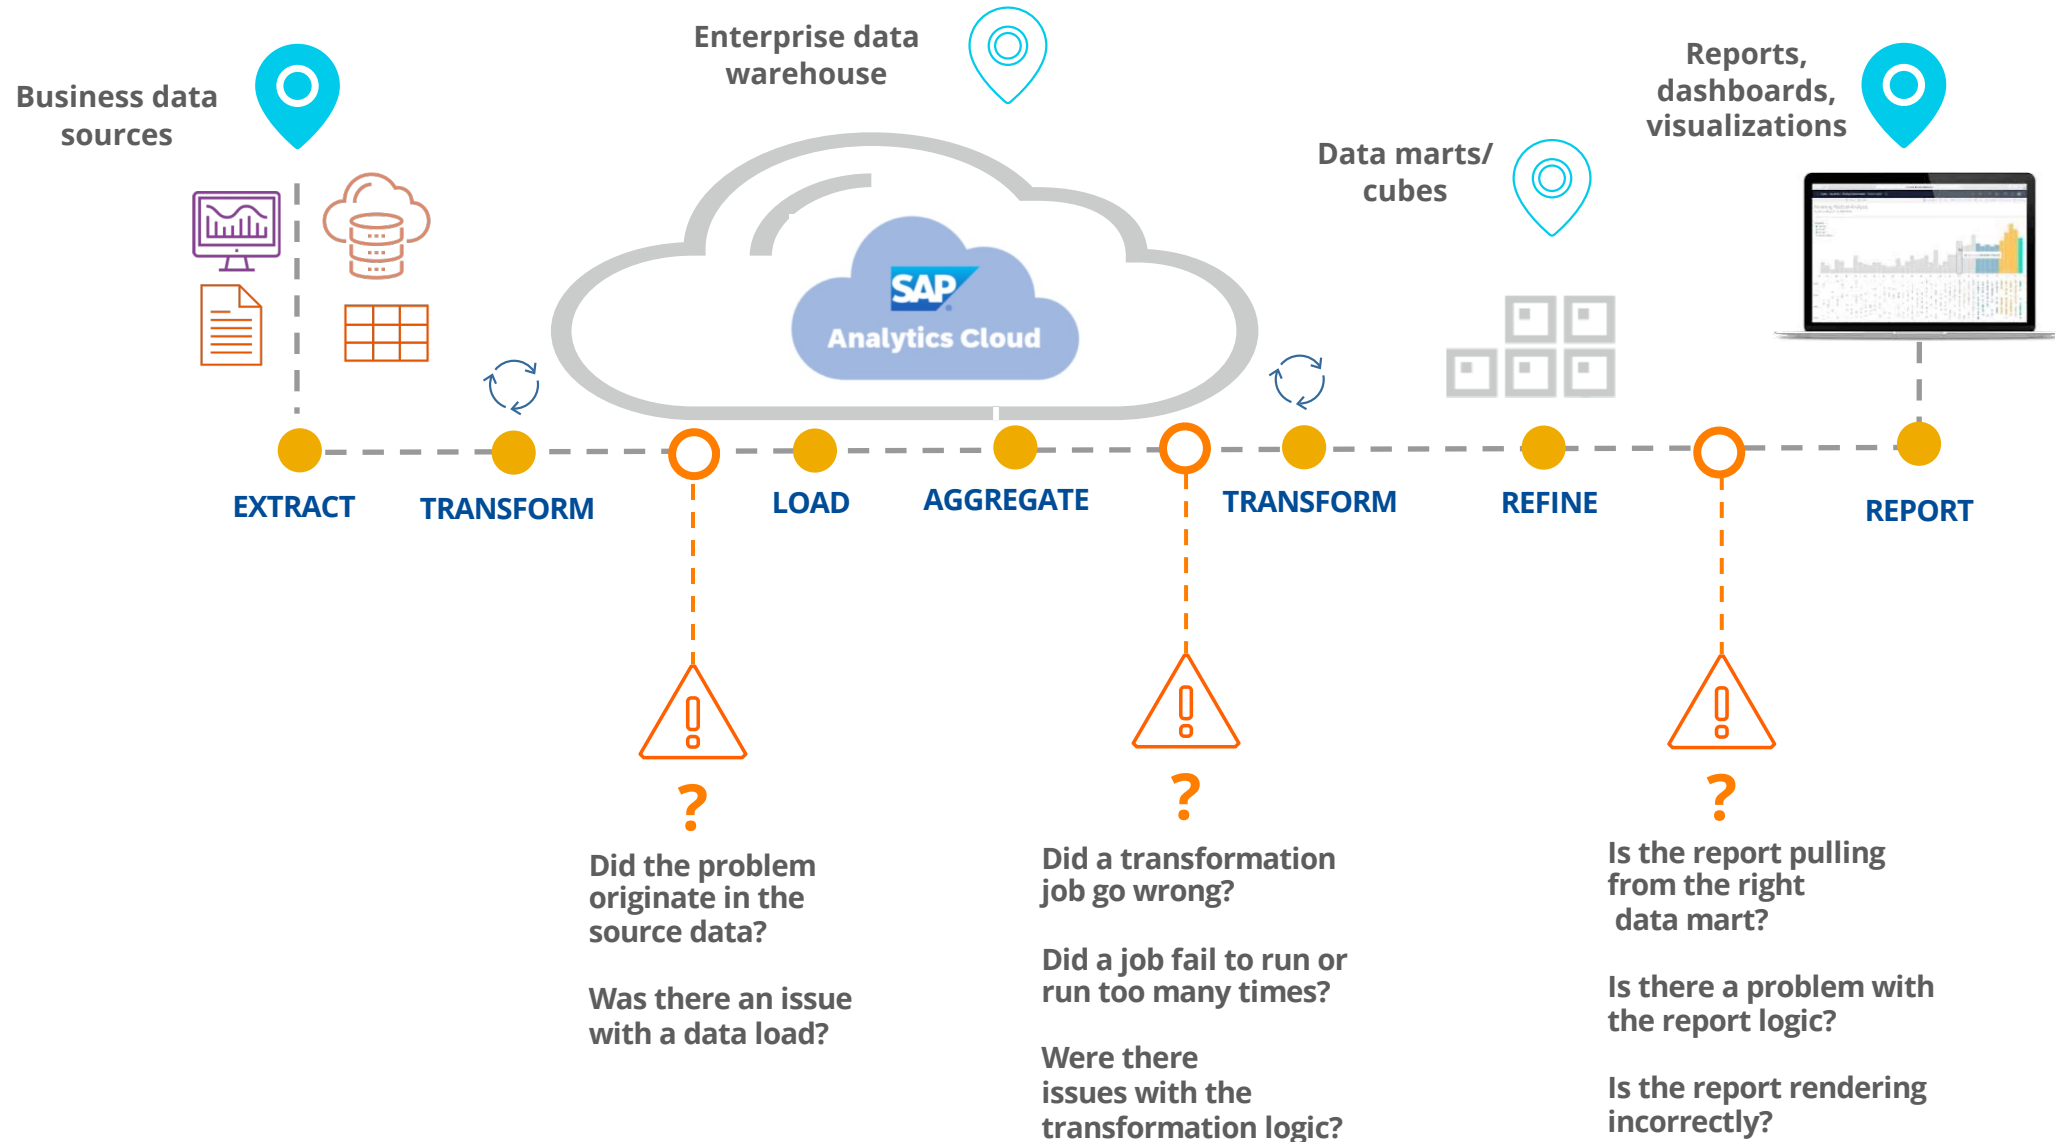 Business data
sources
Enterprise data
warehouse
Data marts/
cubes
Reports,
dashboards,
visualizations
SAP
Analytics Cloud
EXTRACT
TRANSFORM
LOAD
AGGREGATE
TRANSFORM
REFINE
REPORT
?
Did the problem
originate in the
source data?
Was there an issue
with a data load?
?
Did a transformation
job go wrong?
Did a job fail to run or
run too many times?
Were there
issues with the
transformation logic?
?
Is the report pulling
from the right
data mart?
Is there a problem with
the report logic?
Is the report rendering
incorrectly?